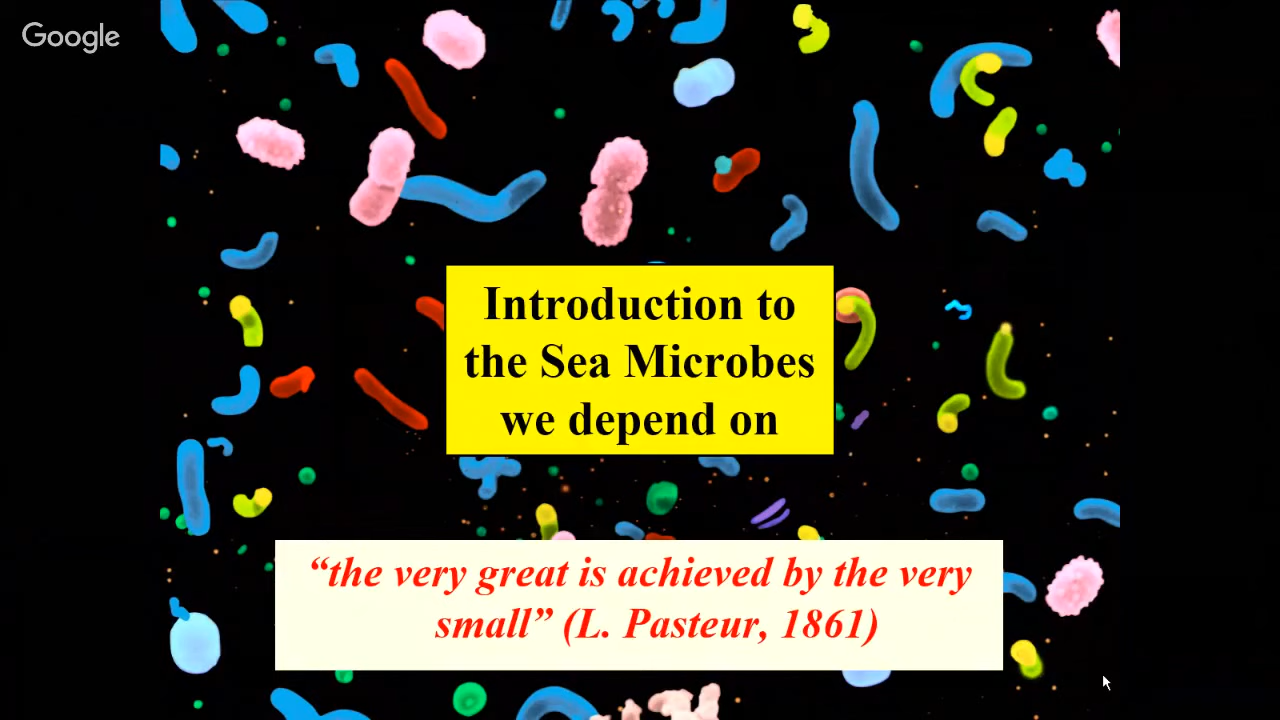 Google
Introduction to
the Sea Microbes
we depend on
“the very great is achieved by the very
small” (L. Pasteur, 1861)